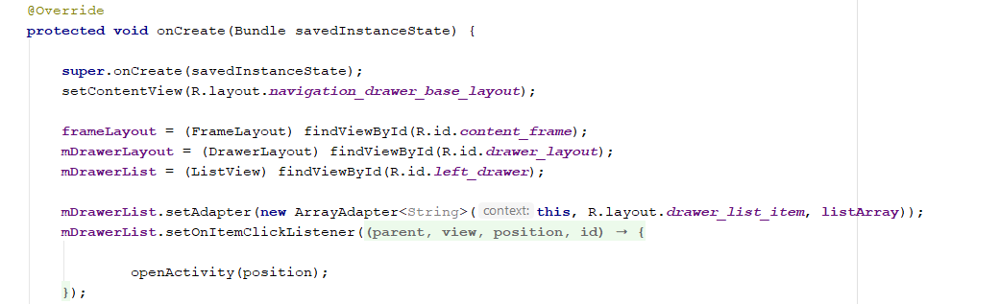 @Override
protected void onCreate(Bundle savedInstanceState) {
super.onCreate(savedInstanceState);
setContentView(R.layout.navigation_drawer_base_layout);
frameLayout = (FrameLayout) findViewById(R.id.content_frame);
mDrawerLayout = (DrawerLayout) findViewById(R.id.drawer_layout);
mDrawerList = (ListView) findViewById(R.id.left_drawer);
mDrawerList.setAdapter(new ArrayAdapter<String>( context: this, R.layout.drawer_list_item, listArray));
mDrawerList.setOnItemClickListener((parent, view, position, id) → {
openActivity(position);
});